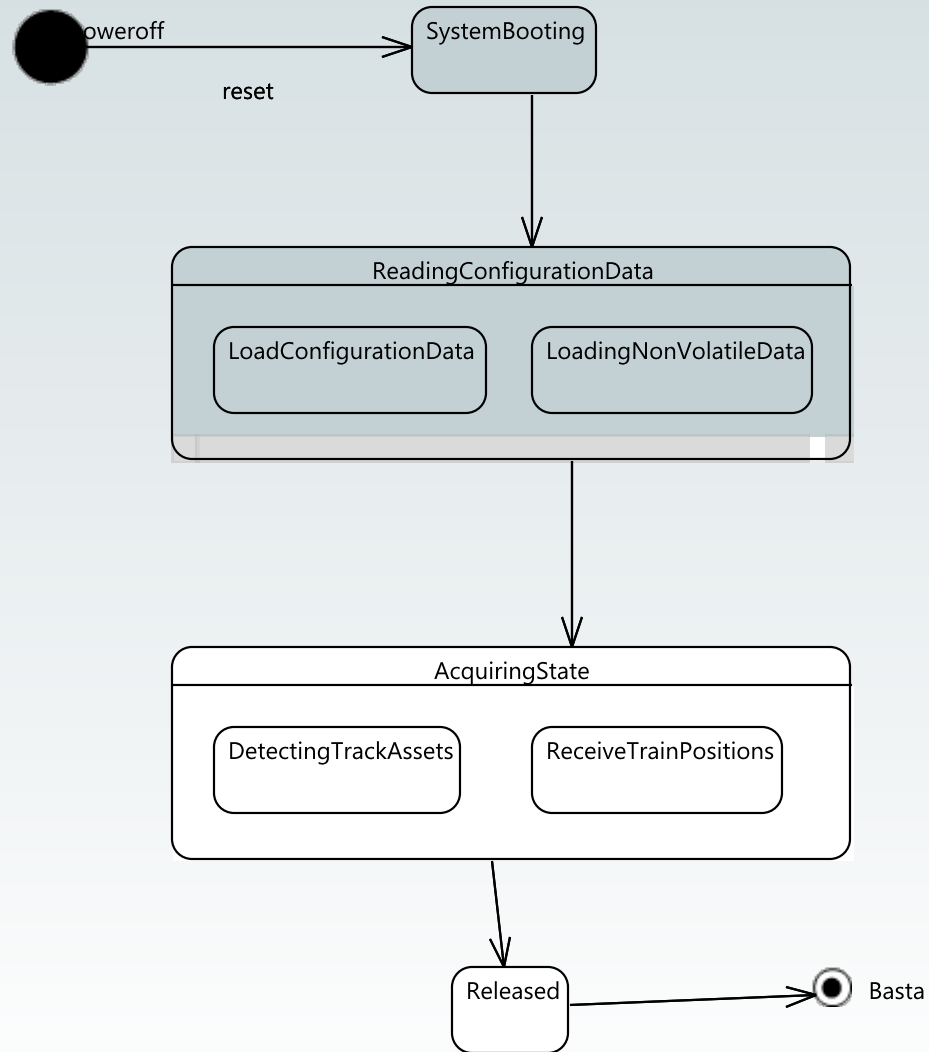 oweroff
SystemBooting
reset
ReadingConfigurationData
LoadConfigurationData
LoadingNonVolatileData
AcquiringState
DetectingTrackAssets
ReceiveTrainPositions
Released
Basta